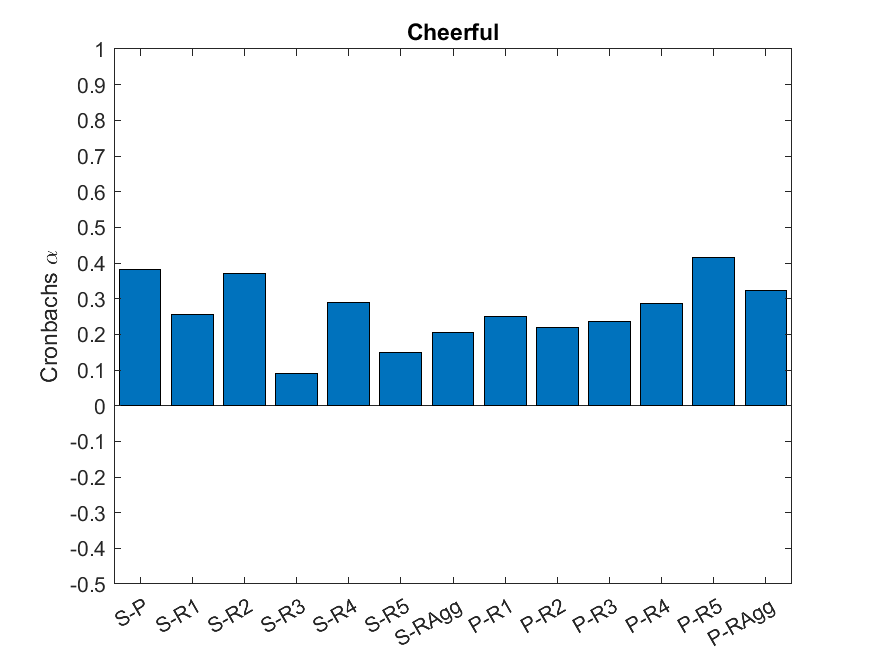 Cheerful
1
0.9
0.8
0.7
0.6
0.5
0.4
0.3
0.2
0.1
0
-0.1
-0.2
-0.3
-0.4
-0.5
Cronbachs α
S-P
S-R1
S-R2
S-R3
S-R4
S-R5
S-RAgg
P-R1
P-R2
P-R3
P-R4
P-R5
P-RAgg